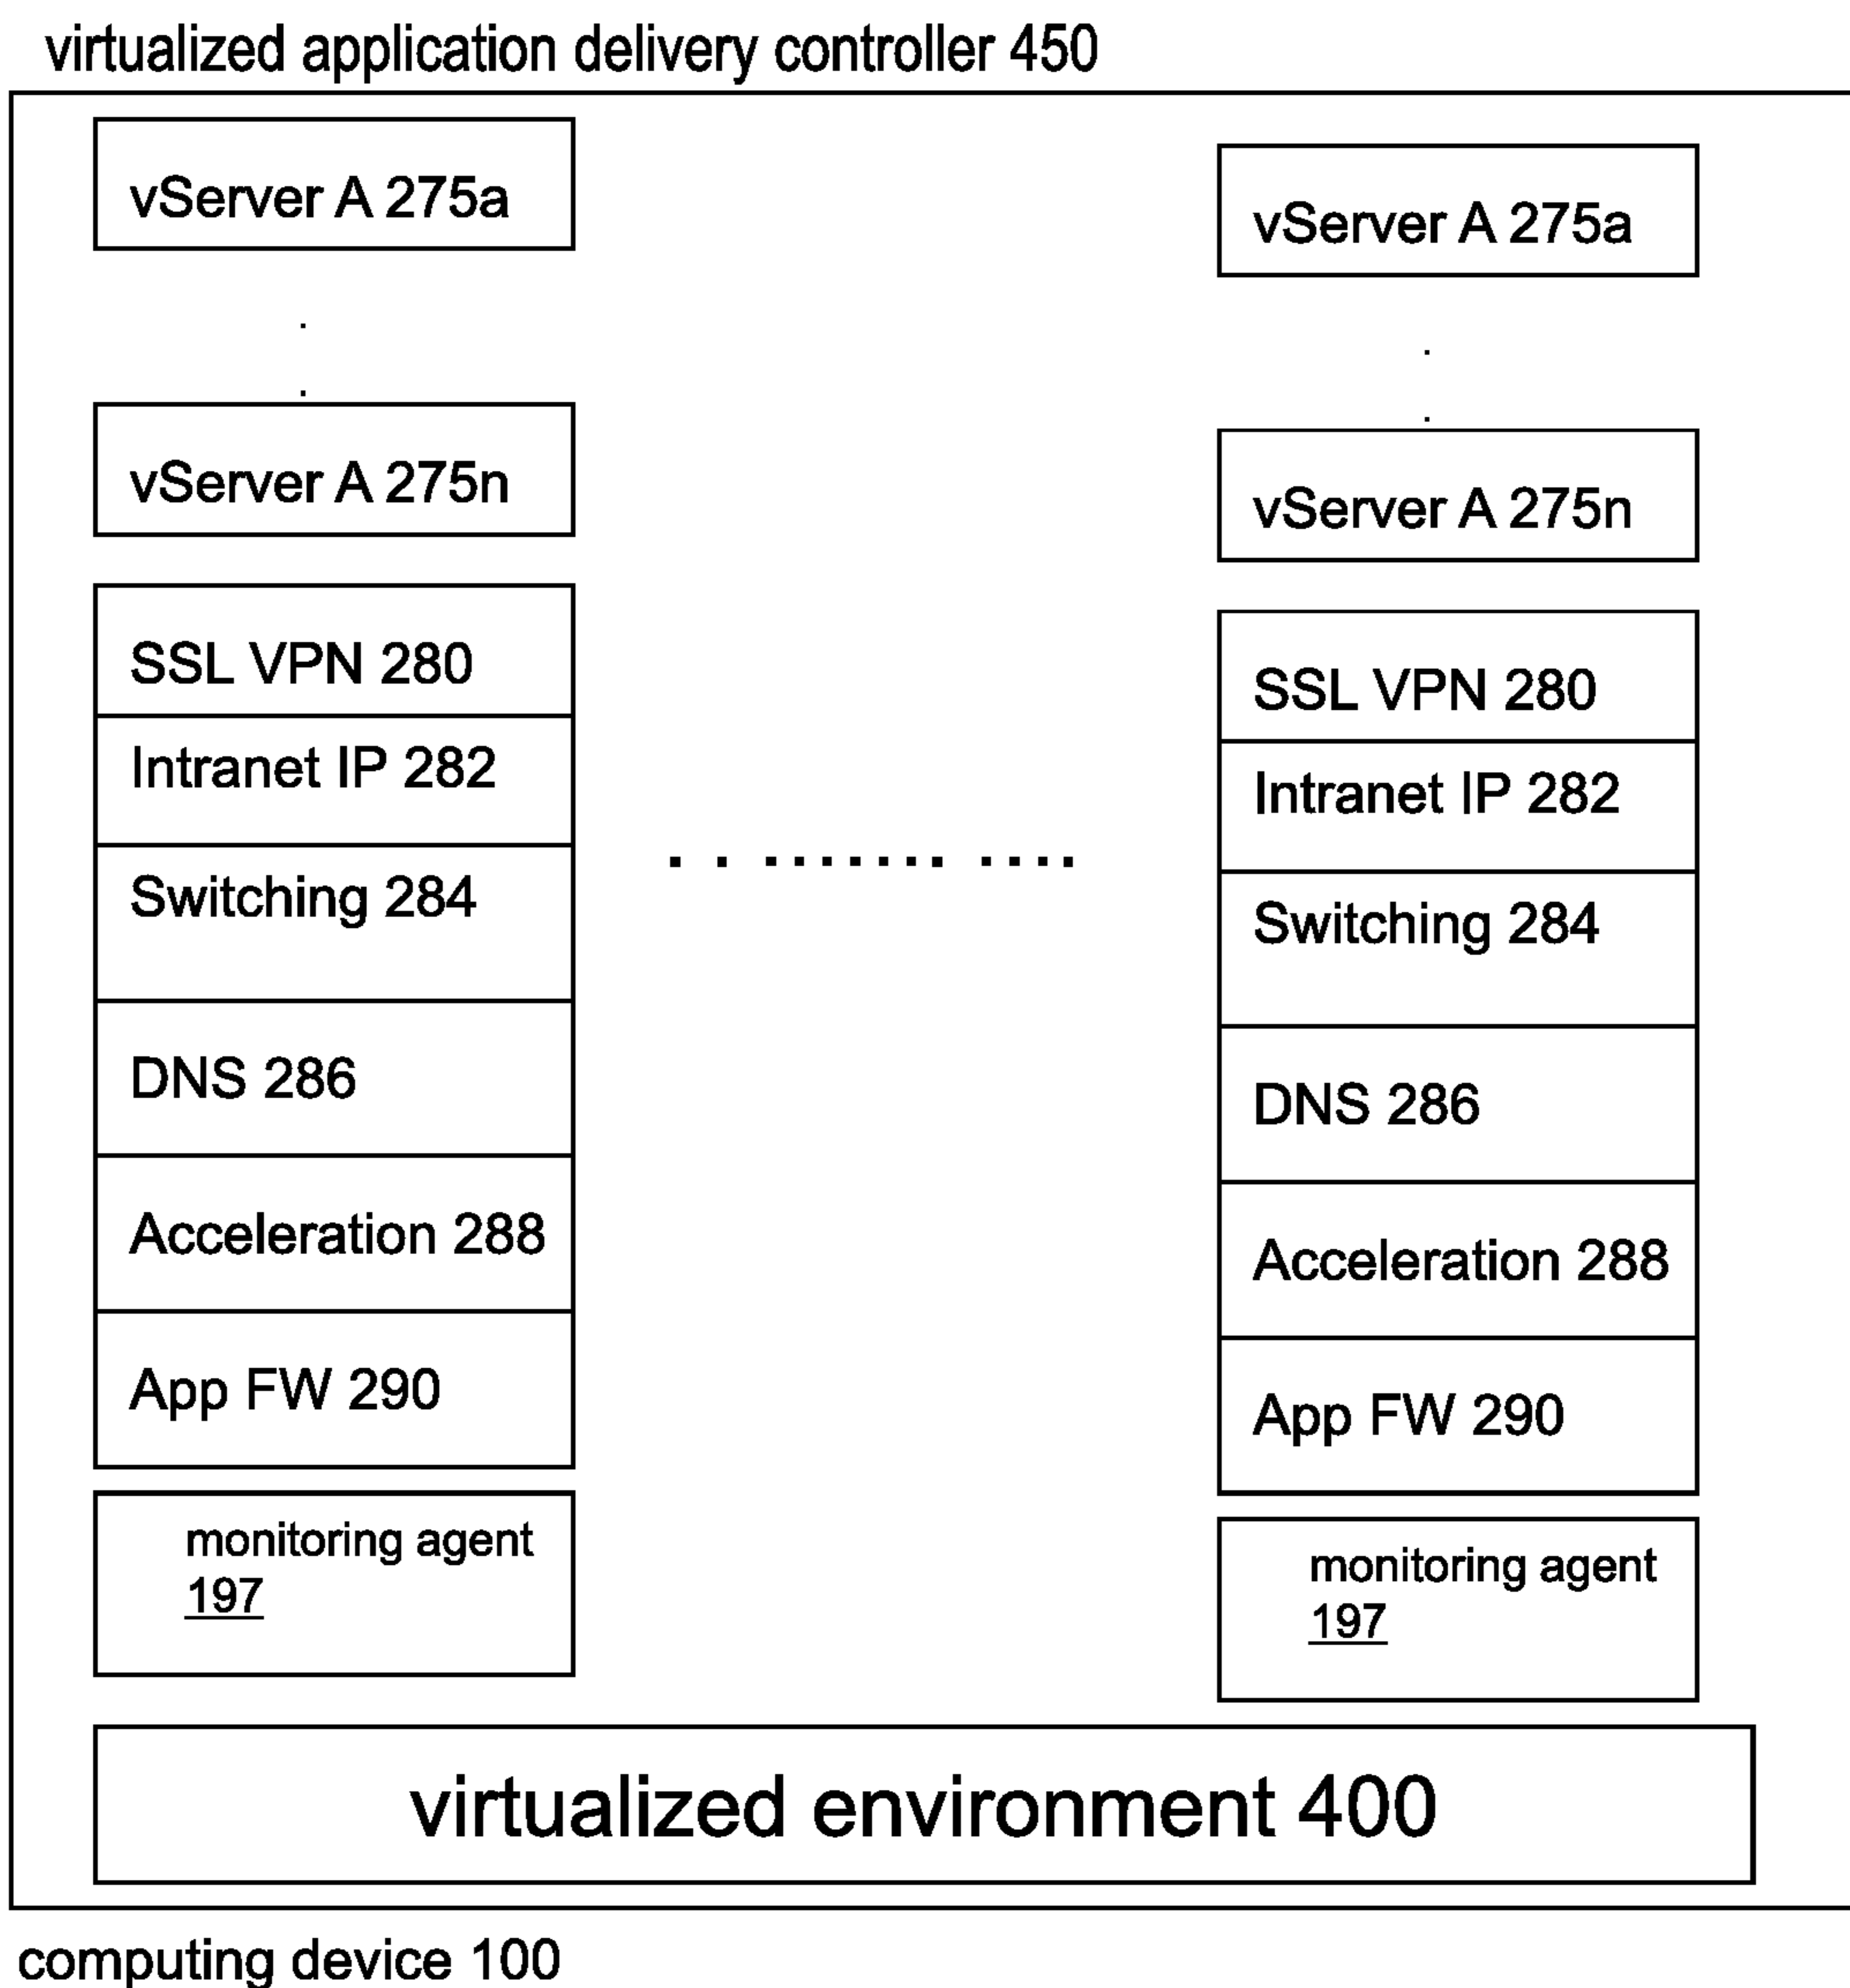 virtualized application delivery controller 450
vServer A 275a
vServer A 275n
SSL VPN 280
Intranet IP 282
Switching 284
DNS 286
Acceleration 288
App FW 290
monitoring agent
197
vServer A 275a
vServer A 275n
SSL VPN 280
Intranet IP 282
Switching 284
DNS 286
Acceleration 288
App FW 290
monitoring agent
197
virtualized environment 400
computing device 100